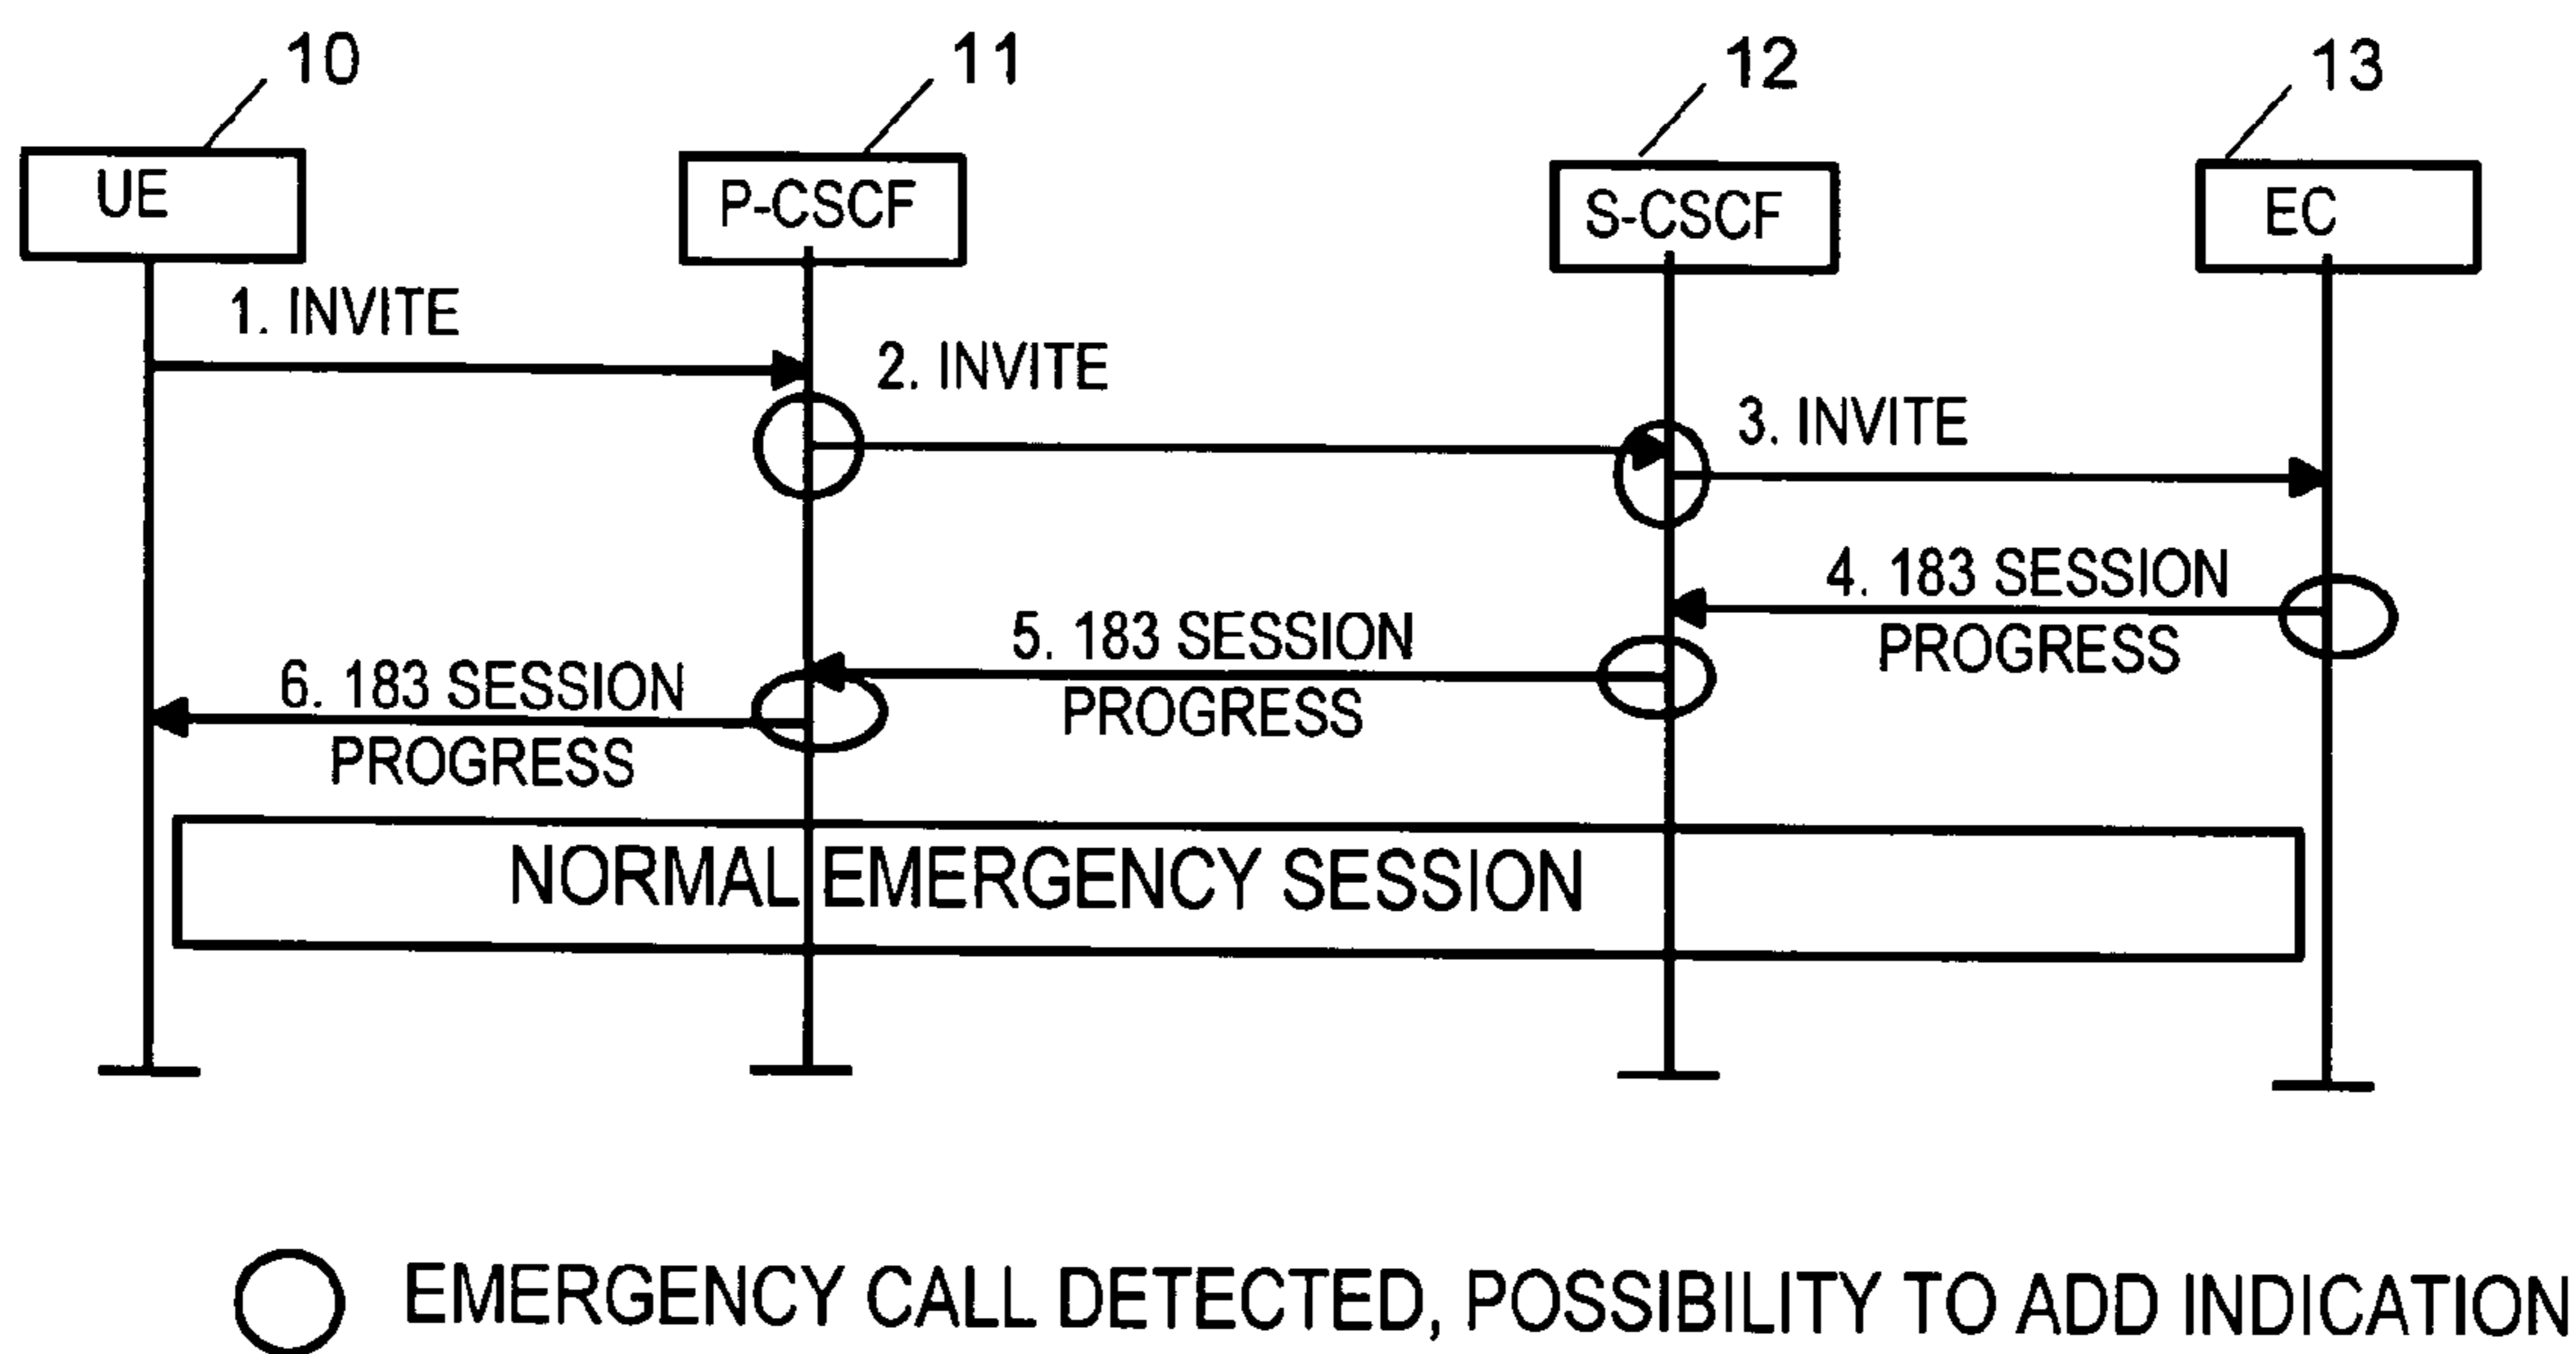 10
11
12
13
UE
P-CSCF
S-CSCF
EC
1. INVITE
2. INVITE
3. INVITE
4. 183 SESSION
PROGRESS
5. 183 SESSION
PROGRESS
6. 183 SESSION
PROGRESS
NORMAL EMERGENCY SESSION
EMERGENCY CALL DETECTED, POSSIBILITY TO ADD INDICATION